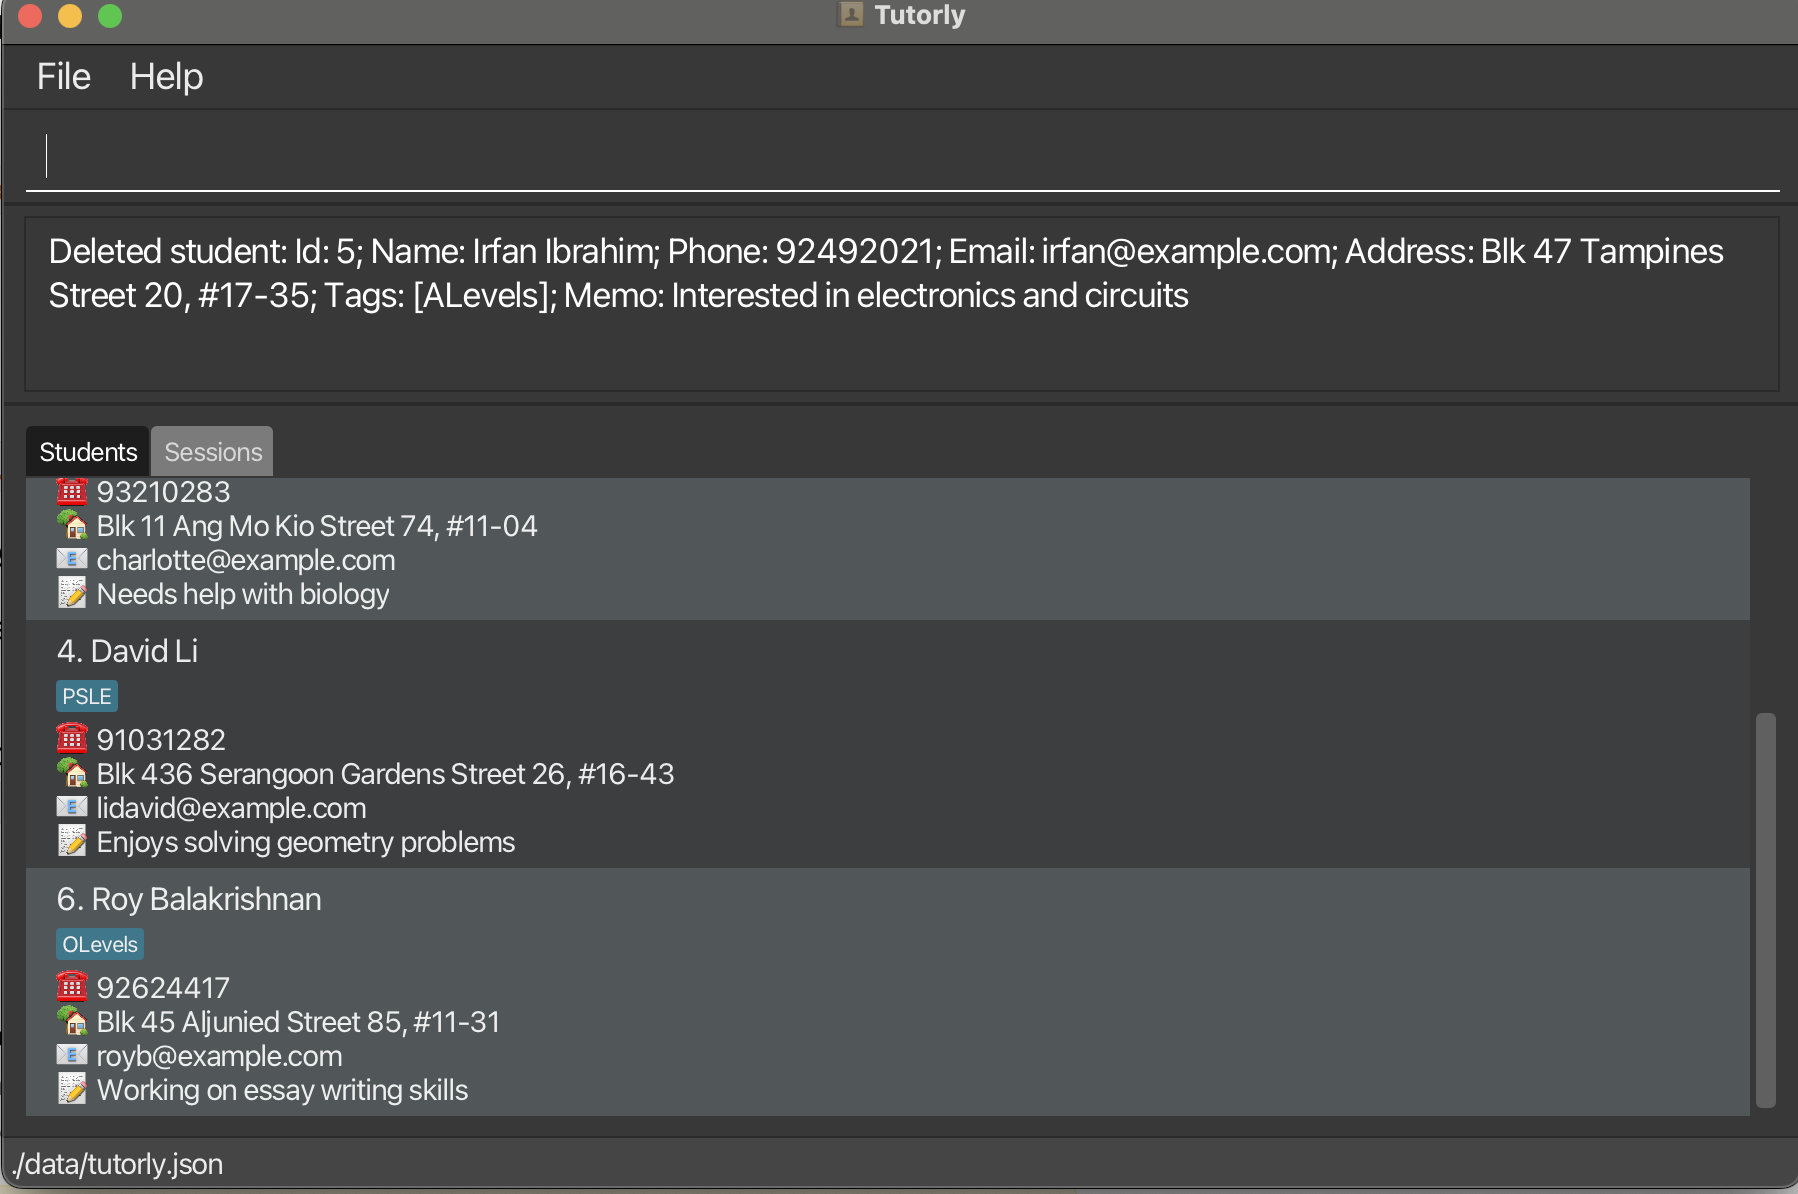 Tutorly
File Help
Deleted student: Id: 5; Name: Irfan Ibrahim; Phone: 92492021; Email: irfan@example.com; Address: Blk 47 Tampines
Street 20, #17-35; Tags: [ALevels]; Memo: Interested in electronics and circuits
Students Sessions
93210283
Blk 11 Ang Mo Kio Street 74, #11-04
charlotte@example.com
Needs help with biology
4. David Li
PSLE
91031282
Blk 436 Serangoon Gardens Street 26, #16-43
lidavid@example.com
Enjoys solving geometry problems
6. Roy Balakrishnan
OLevels
92624417
Blk 45 Aljunied Street 85, #11-31
royb@example.com
Working on essay writing skills
./data/tutorly.json